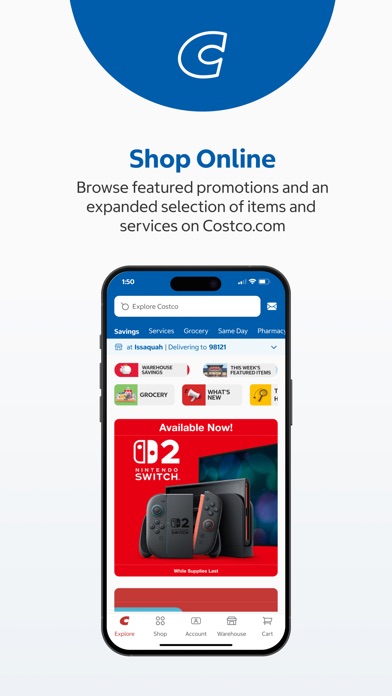 C
Shop Online
Browse featured promotions and an
expanded selection of items and
services on Costco.com
1:50
Explore Costco
Savings Services Grocery Same Day Pharmacy
at Issaquah | Delivering to 98121
WAREHOUSE
SAVINGS
THIS WEEK'S
FEATURED ITEMS
GROCERY
WHAT'S
NEW
Available Now!
2
NINTENDO
SWITCH
While Supplies Last
Explore Shop Account Warehouse Cart